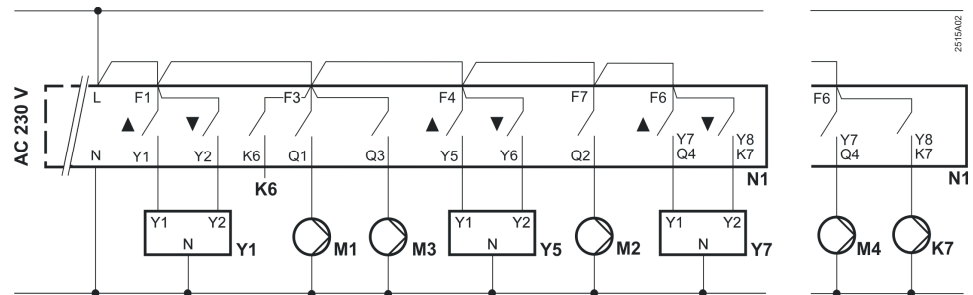 2515A02
AC 230 V
L F1 F3 F4 F7 F6 F6
Y7 Y8 Y7 Y8
N Y1 Y2 K6 Q1 Q3 Y5 Y6 Q2 Q4 K7 Q4 K7
K6 N1 N1
Y1 Y2 Y1 Y2 Y1 Y2
N Y1 M1 M3 N Y5 M2 N Y7 M4 K7